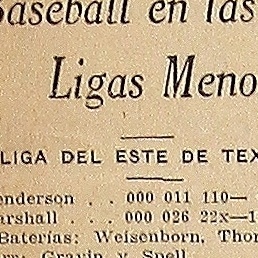 Baseball en las
Ligas Meno
LIGA DEL ESTE DE TEX
enderson . . 000 011 110—
arshall . . . 000 026 22x—1
Baterías: Weisenborn, Thor
Gravin y Snell